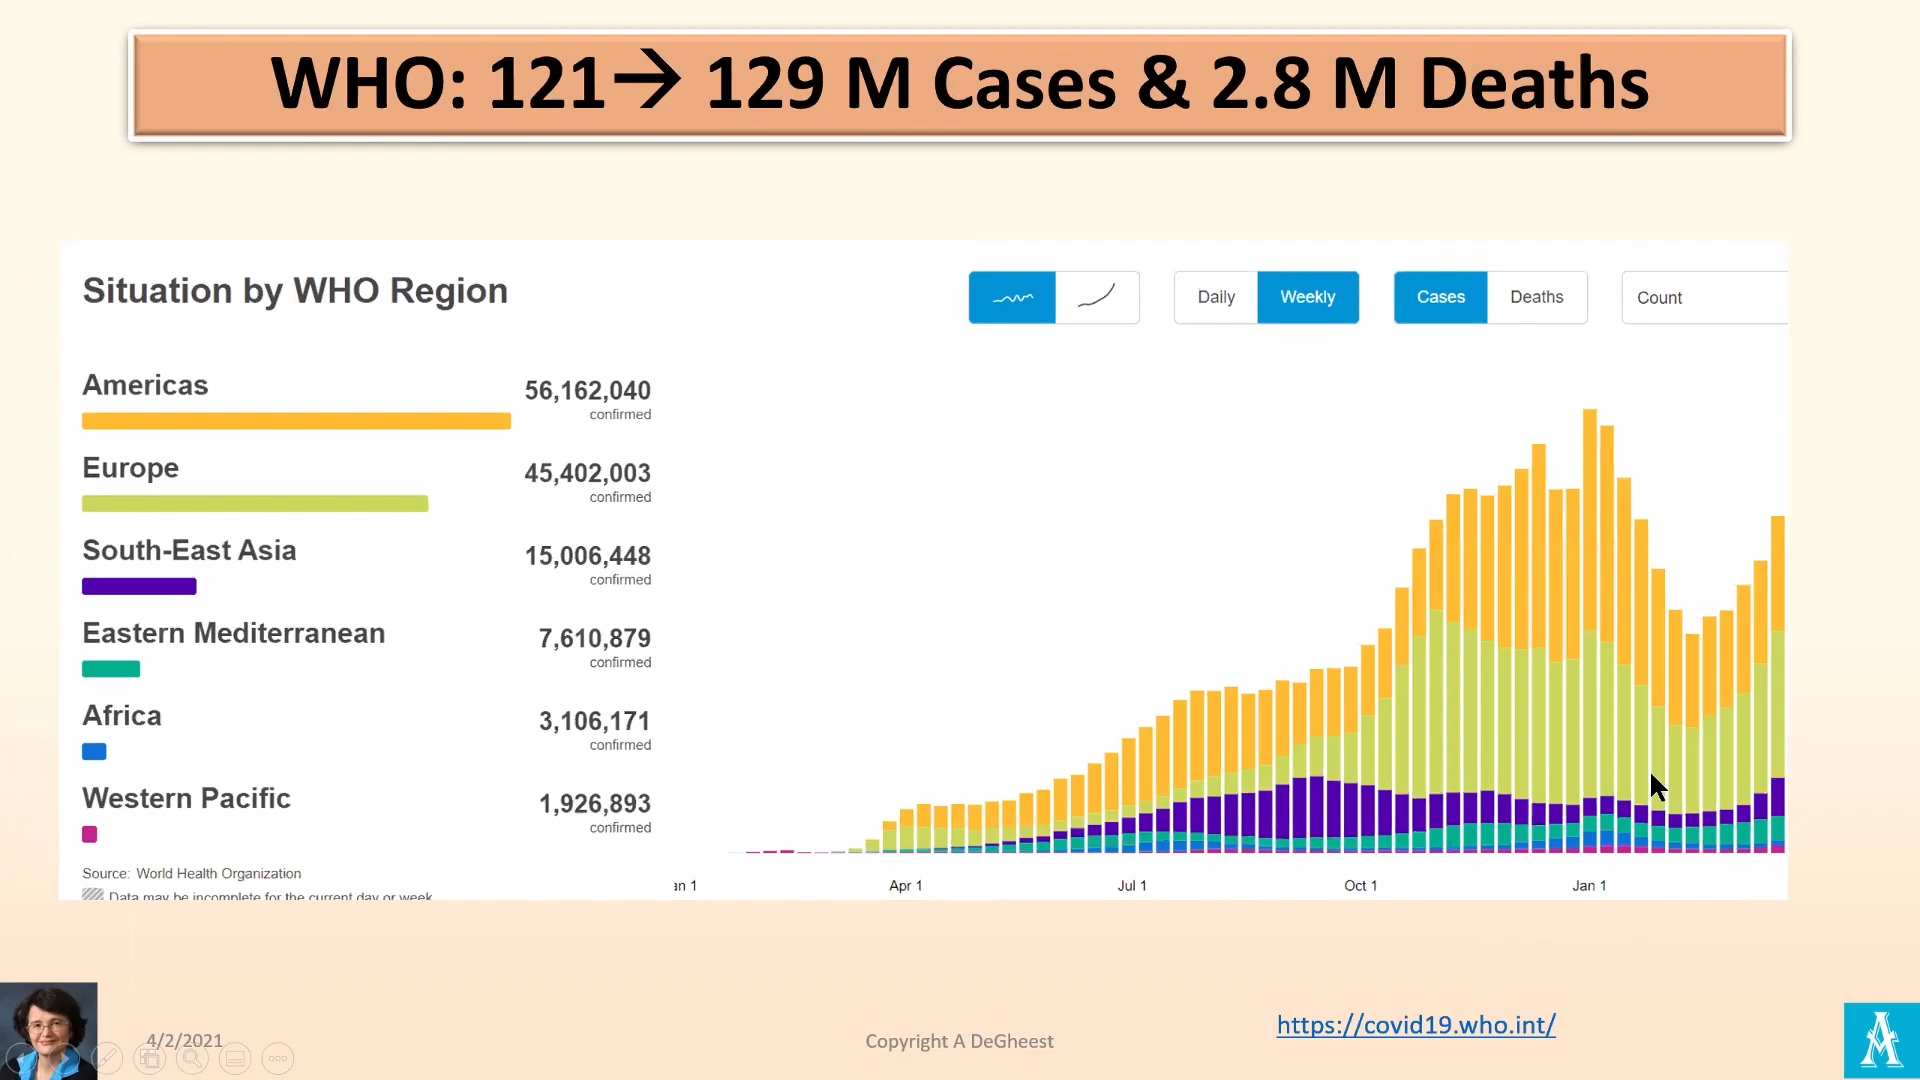 WHO: 121→ 129 M Cases & 2.8 M Deaths
Situation by WHO Region
Daily
Weekly
Cases
Deaths
Count
Americas
56,162,040
confirmed
Europe
45,402,003
confirmed
South-East Asia
15,006,448
confirmed
Eastern Mediterranean
7,610,879
confirmed
Africa
3,106,171
confirmed
Western Pacific
1,926,893
confirmed
Source: World Health Organization
Data may be incomplete for the current day or week
an 1
Apr 1
Jul 1
Oct 1
Jan 1
4/2/2021
Copyright A DeGheest
https://covid19.who.int/
A